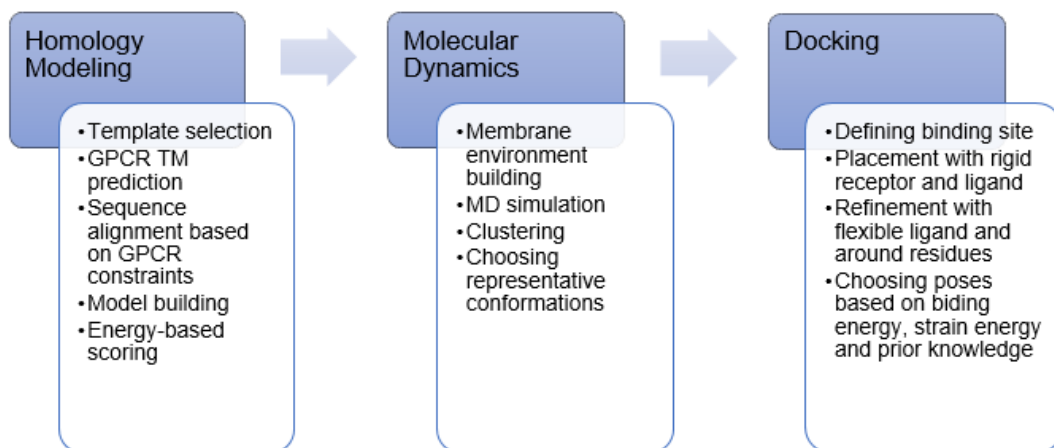 Homology
Modeling
•Template selection
•GPCR TM
prediction
•Sequence
alignment based
on GPCR
constraints
•Model building
•Energy-based
scoring
Molecular
Dynamics
•Membrane
environment
building
•MD simulation
•Clustering
•Choosing
representative
conformations
Docking
•Defining binding site
•Placement with rigid
receptor and ligand
•Refinement with
flexible ligand and
around residues
•Choosing poses
based on biding
energy, strain energy
and prior knowledge